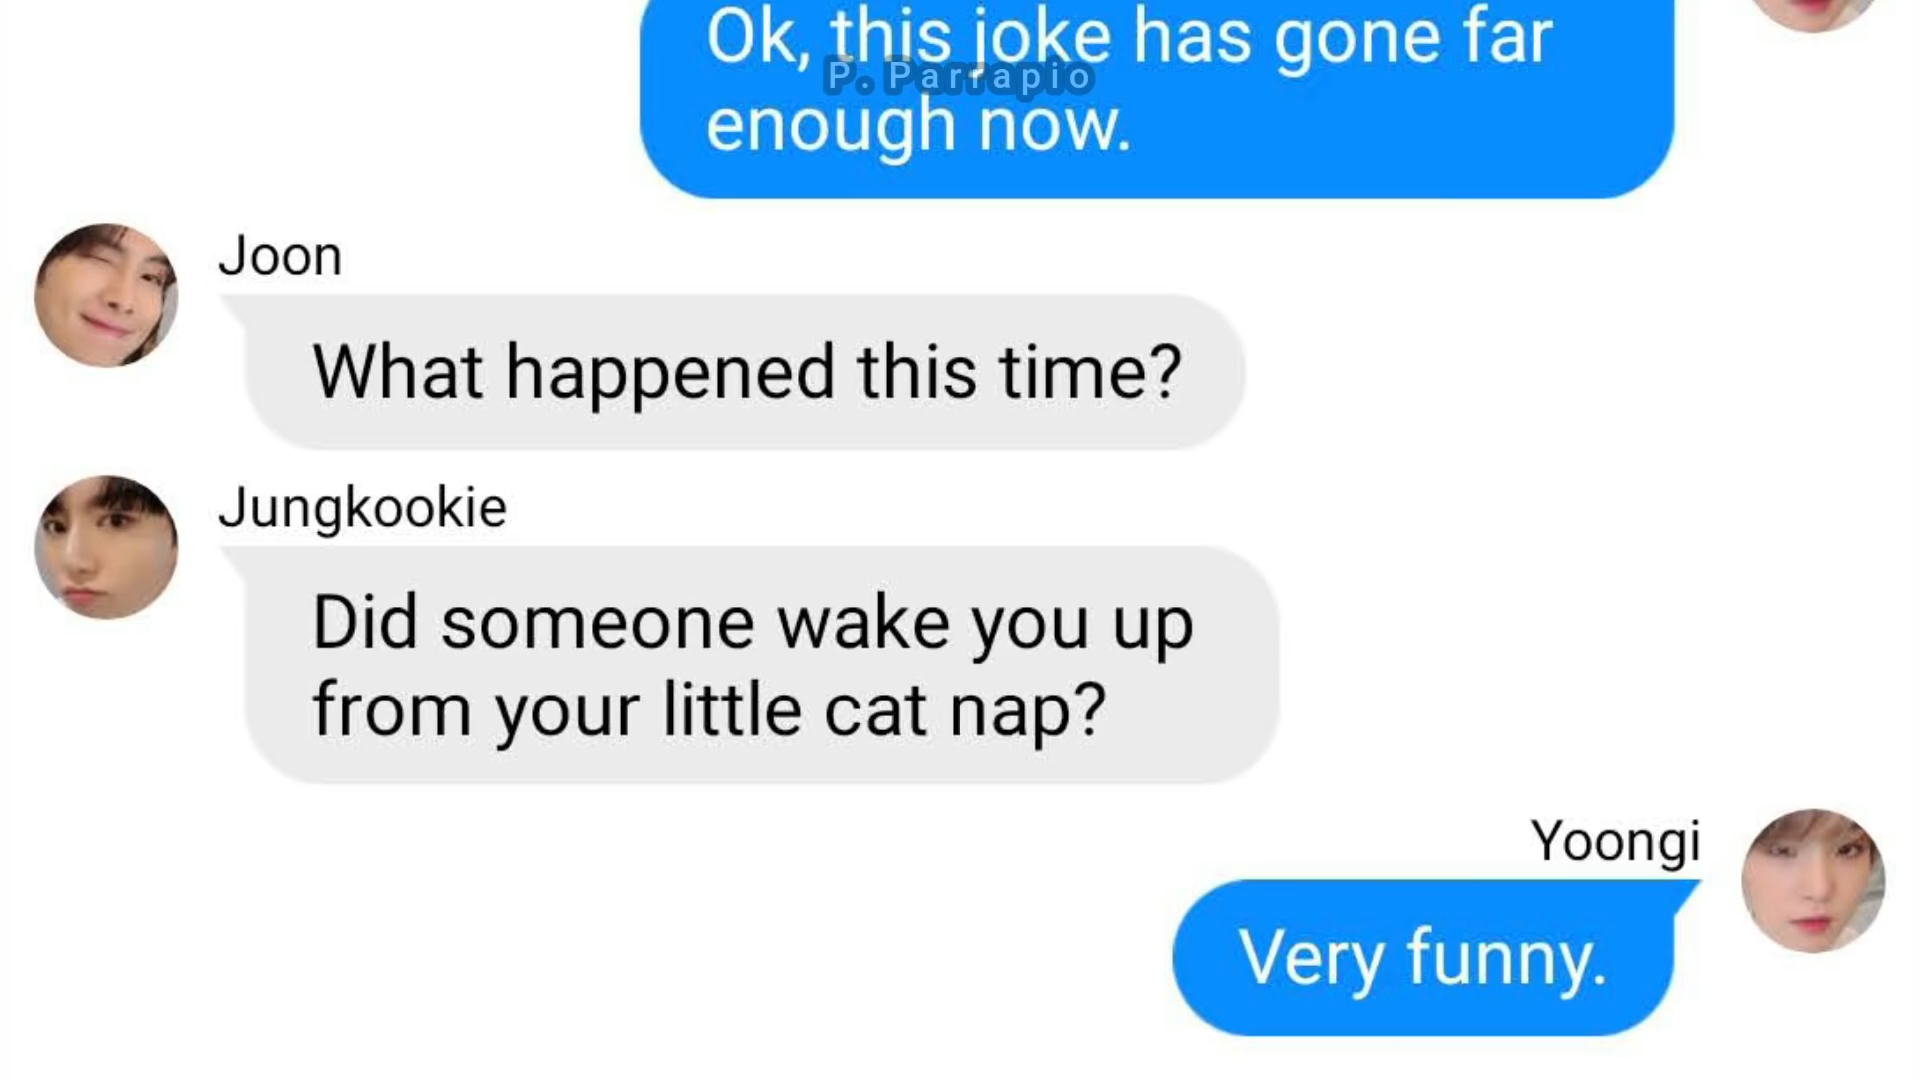 Ok, this joke has gone far
P. Parrapio
enough now.
Joon
What happened this time?
Jungkookie
Did someone wake you up
from your little cat nap?
Yoongi
Very funny.